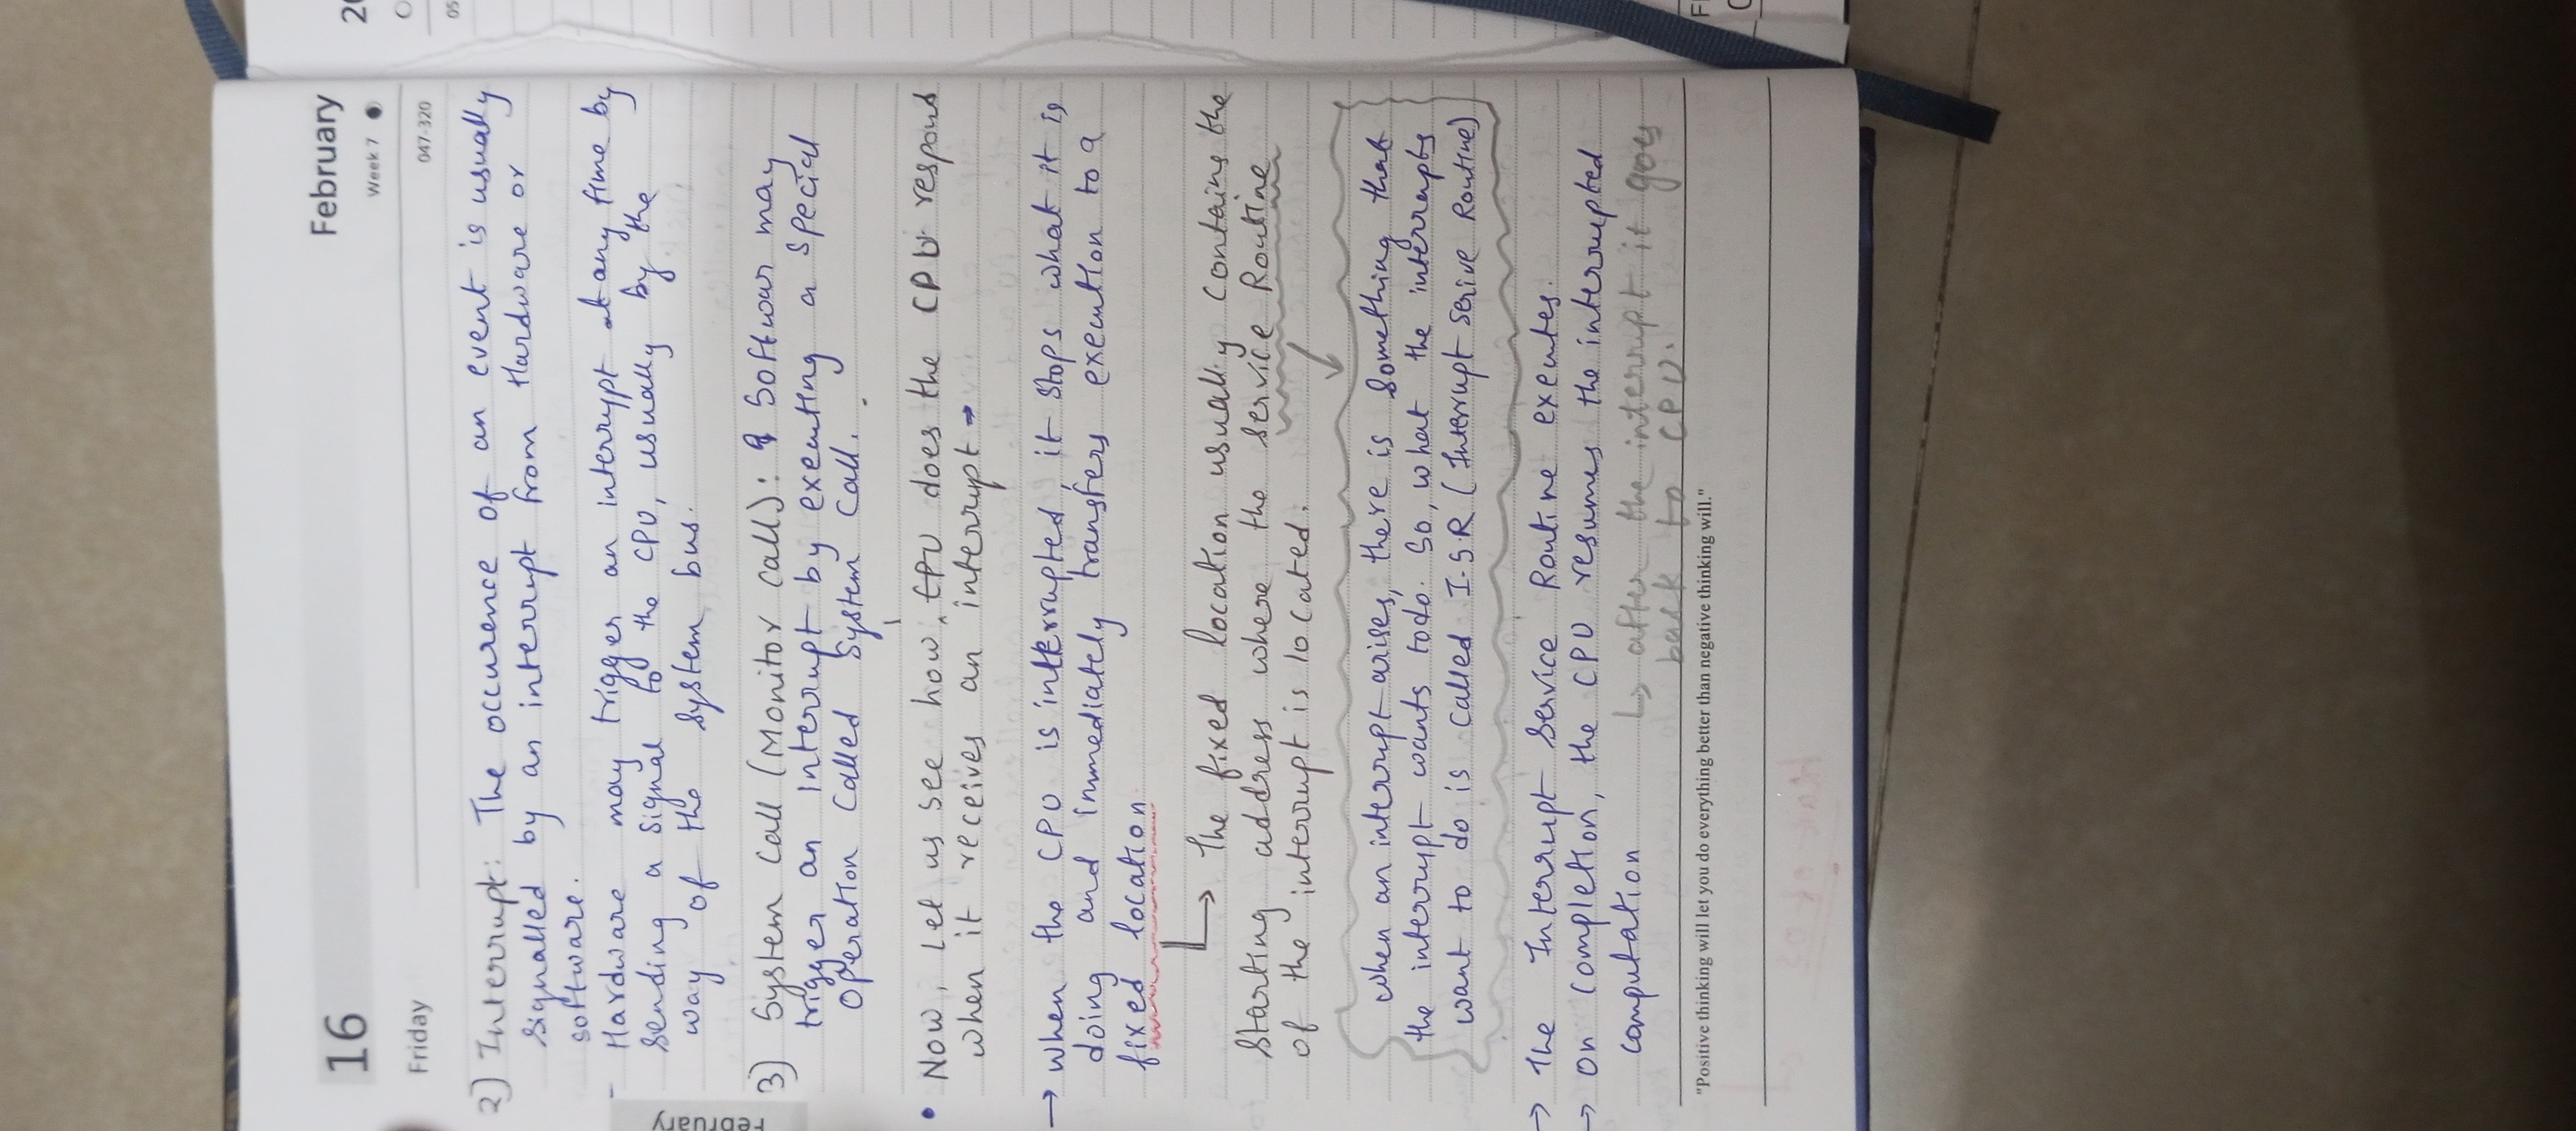 16
February
Week 7
Friday
047-320
2) Interrupt: The occurence of an event is usually
signalled by an interrupt from Hardware or
software.
- Hardware may trigger an interrypt at any time by
sending a signal to the CPU, usually by the
way of the system bus.
3) System call (Monitor call): Softwar may
trigger an interrupt by executing a special
operation called system call.
• Now, let us see how, CPU does the CPU respond
when it receives an interrypt
→ when the CPU is interrupted, it stops what it is
doing and immediately transfers execution to a
fixed location
↳ The fixed location usually contains the
starting address where the service Routine
of the interrupt is located.
when an interrupt arises, there is something that
the interrupt wants to do. So, what the interrupts
want to do is called I.S.R (Interrupt Serive Routine)
→ The Interrupt Service Routine executes.
→ On completion, the CPU resumes the interrupted
computation
↳ after the interrupt it goes
back to CPU.
"Positive thinking will let you do everything better than negative thinking will."
February
20
05